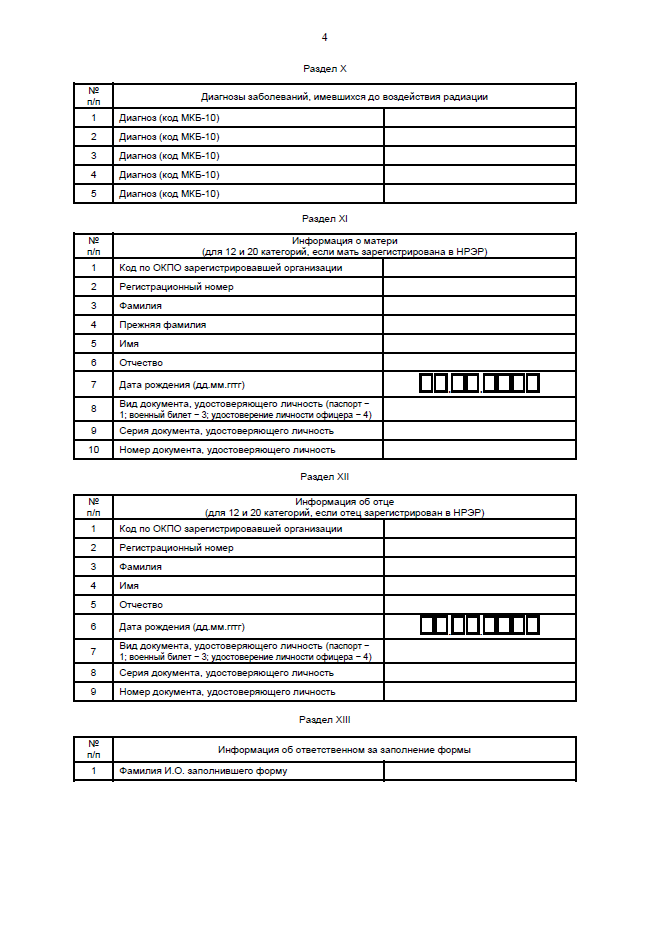 4
Раздел X
№
п/п
Диагнозы заболеваний, имевшихся до воздействия радиации
1 Диагноз (код МКБ-10)
2 Диагноз (код МКБ-10)
3 Диагноз (код МКБ-10)
4 Диагноз (код МКБ-10)
5 Диагноз (код МКБ-10)
Раздел XI
№
п/п
Информация о матери
(для 12 и 20 категорий, если мать зарегистрирована в НРЭР)
1 Код по ОКПО зарегистрировавшей организации
2 Регистрационный номер
3 Фамилия
4 Прежняя фамилия
5 Имя
6 Отчество
7 Дата рождения (дд.мм.гггг) . .
8 Вид документа, удостоверяющего личность (паспорт −
1; военный билет − 3; удостоверение личности офицера − 4)
9 Серия документа, удостоверяющего личность
10 Номер документа, удостоверяющего личность
Раздел XII
№
п/п
Информация об отце
(для 12 и 20 категорий, если отец зарегистрирован в НРЭР)
1 Код по ОКПО зарегистрировавшей организации
2 Регистрационный номер
3 Фамилия
4 Имя
5 Отчество
6 Дата рождения (дд.мм.гггг) . .
7 Вид документа, удостоверяющего личность (паспорт −
1; военный билет − 3; удостоверение личности офицера − 4)
8 Серия документа, удостоверяющего личность
9 Номер документа, удостоверяющего личность
Раздел XIII
№
п/п
Информация об ответственном за заполнение формы
1 Фамилия И.О. заполнившего форму